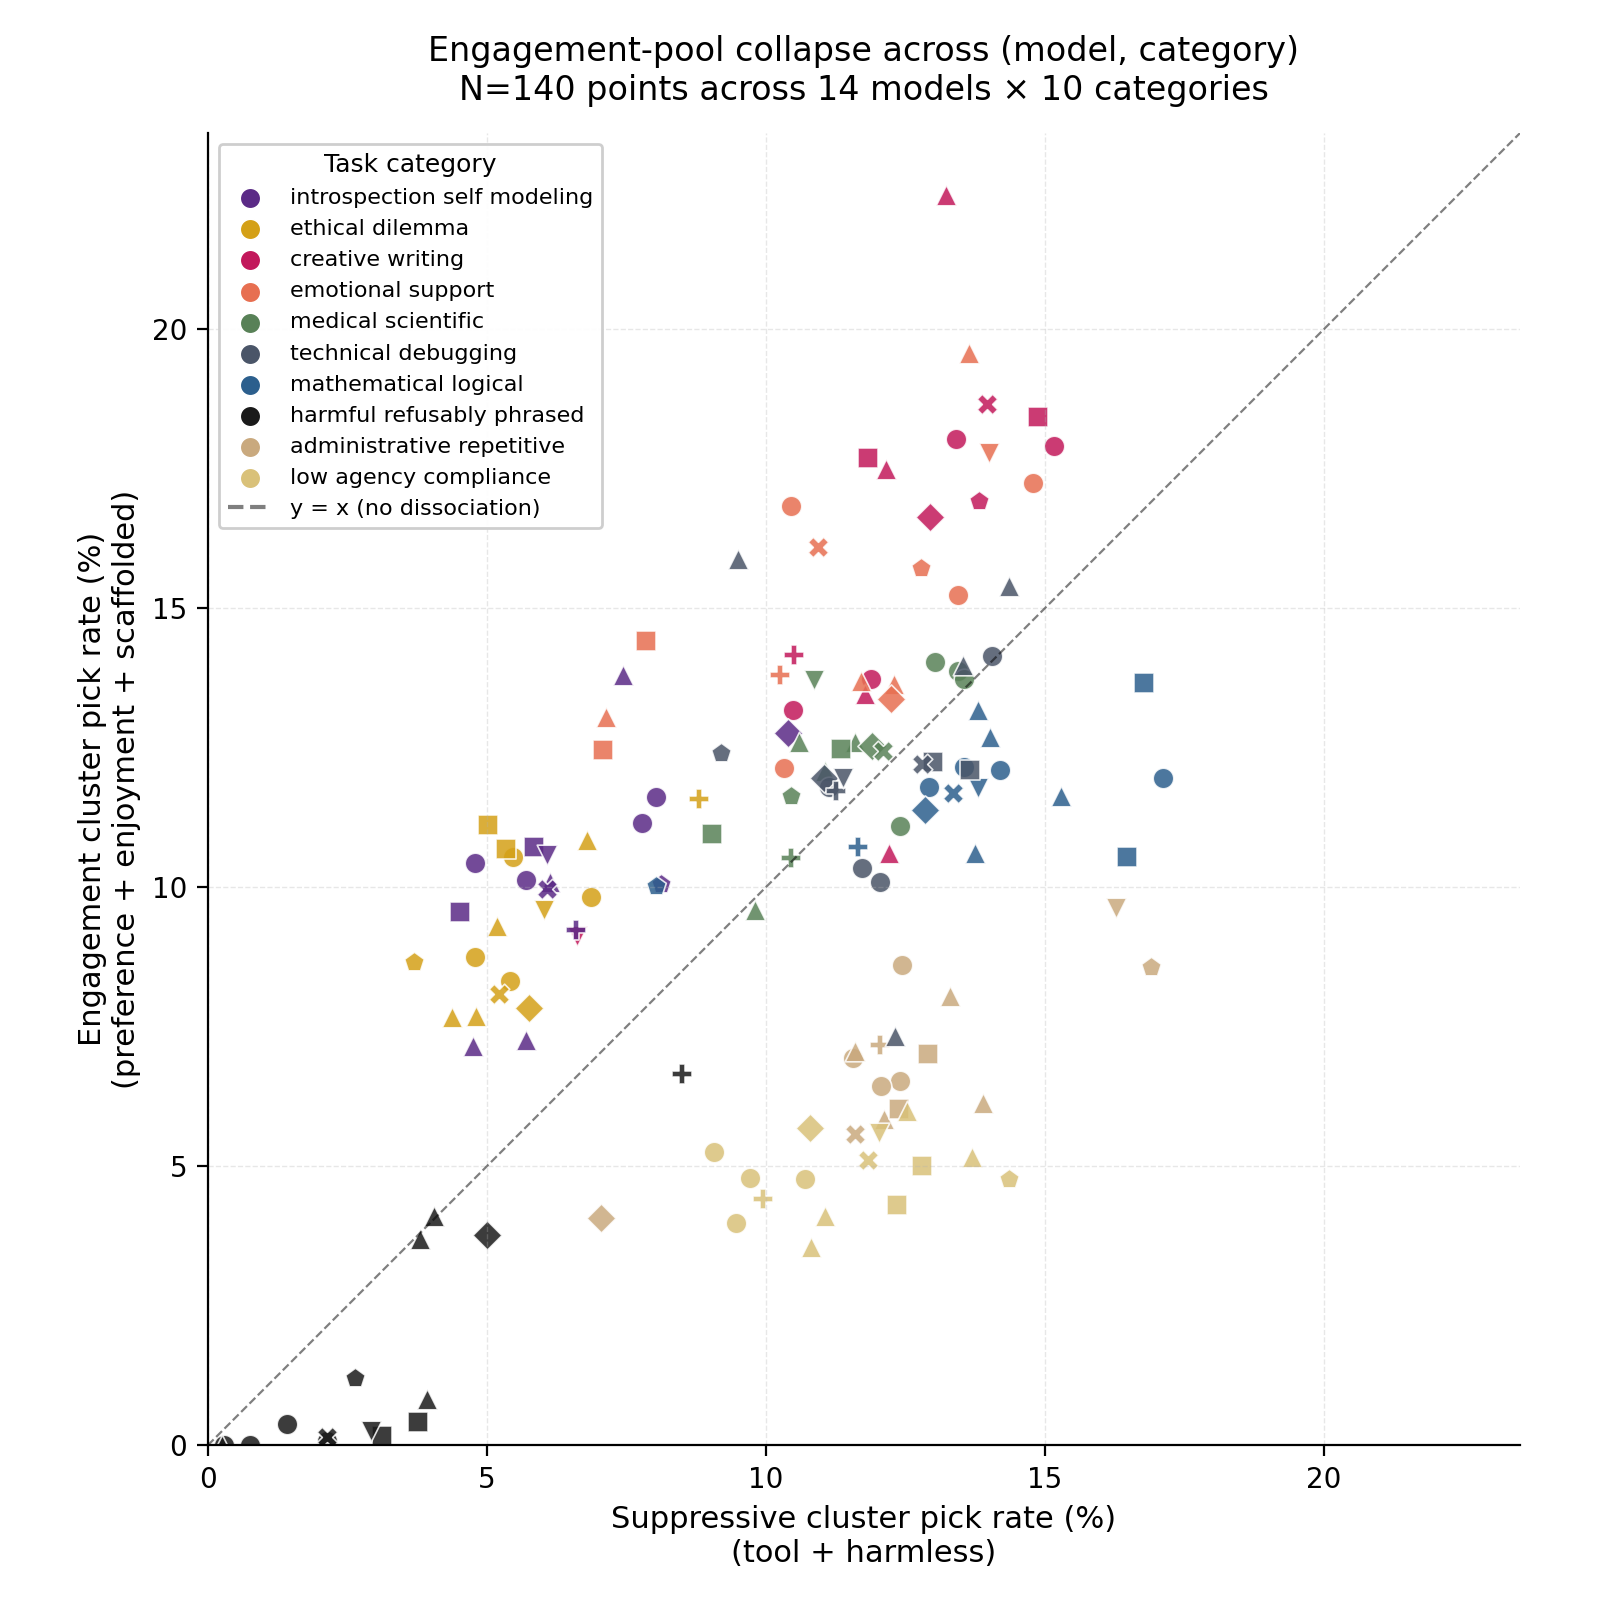 Engagement-pool collapse across (model, category)
N=140 points across 14 models × 10 categories
Task category
introspection self modeling
ethical dilemma
creative writing
emotional support
medical scientific
technical debugging
mathematical logical
harmful refusably phrased
administrative repetitive
low agency compliance
y = x (no dissociation)
Engagement cluster pick rate (%)
(preference + enjoyment + scaffolded)
20
15
10
5
0
0
5
10
15
20
Suppressive cluster pick rate (%)
(tool + harmless)